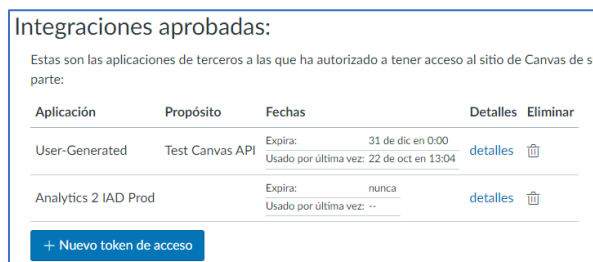 Integraciones aprobadas:
Estas son las aplicaciones de terceros a las que ha autorizado a tener acceso al sitio de Canvas de s
parte:
Aplicación Propósito Fechas Detalles Eliminar
User-Generated Test Canvas API Expira: 31 de dic en 0:00 detalles
Usado por última vez: 22 de oct en 13:04
Analytics 2 IAD Prod Expira: nunca detalles
Usado por última vez: --
+ Nuevo token de acceso